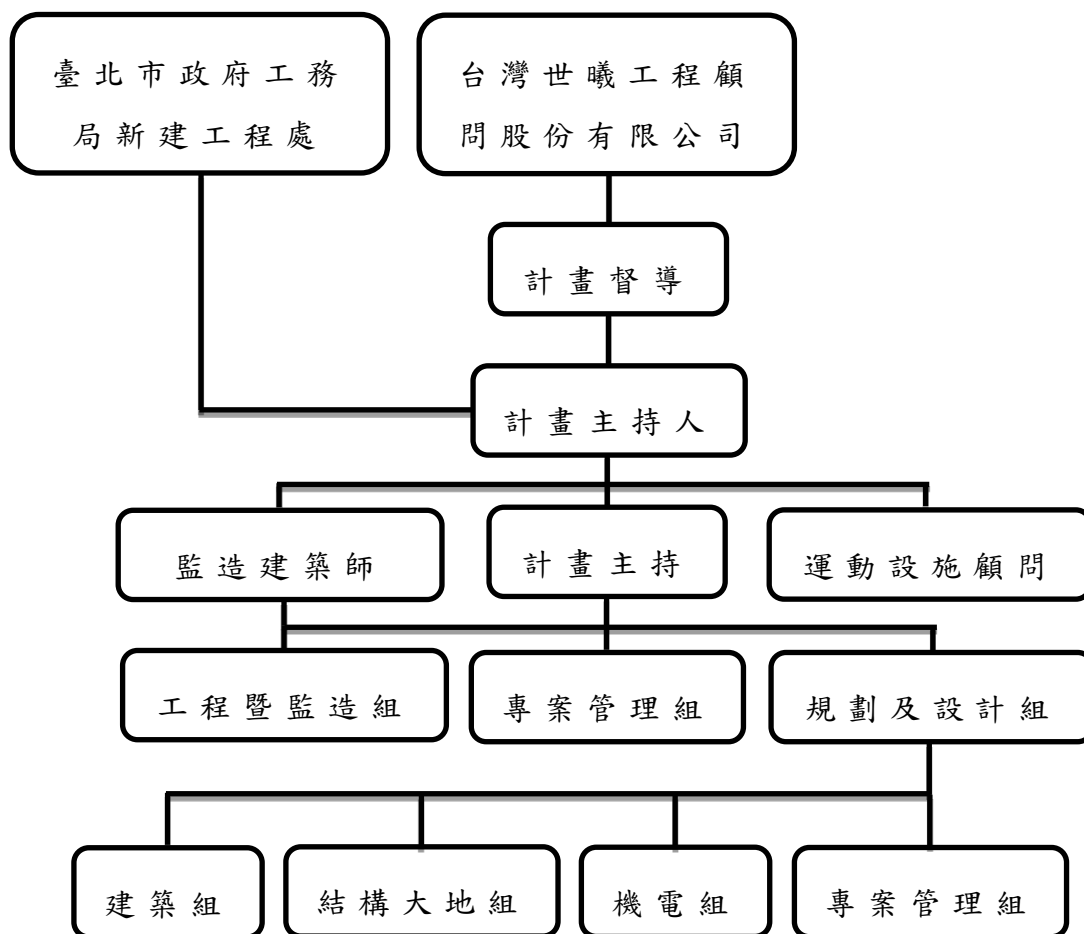 臺北市政府工務
局新建工程處
台灣世曦工程顧
問股份有限公司
計畫督導
計畫主持人
監造建築師
計畫主持
運動設施顧問
工程暨監造組
專案管理組
規劃及設計組
建築組
結構大地組
機電組
專案管理組